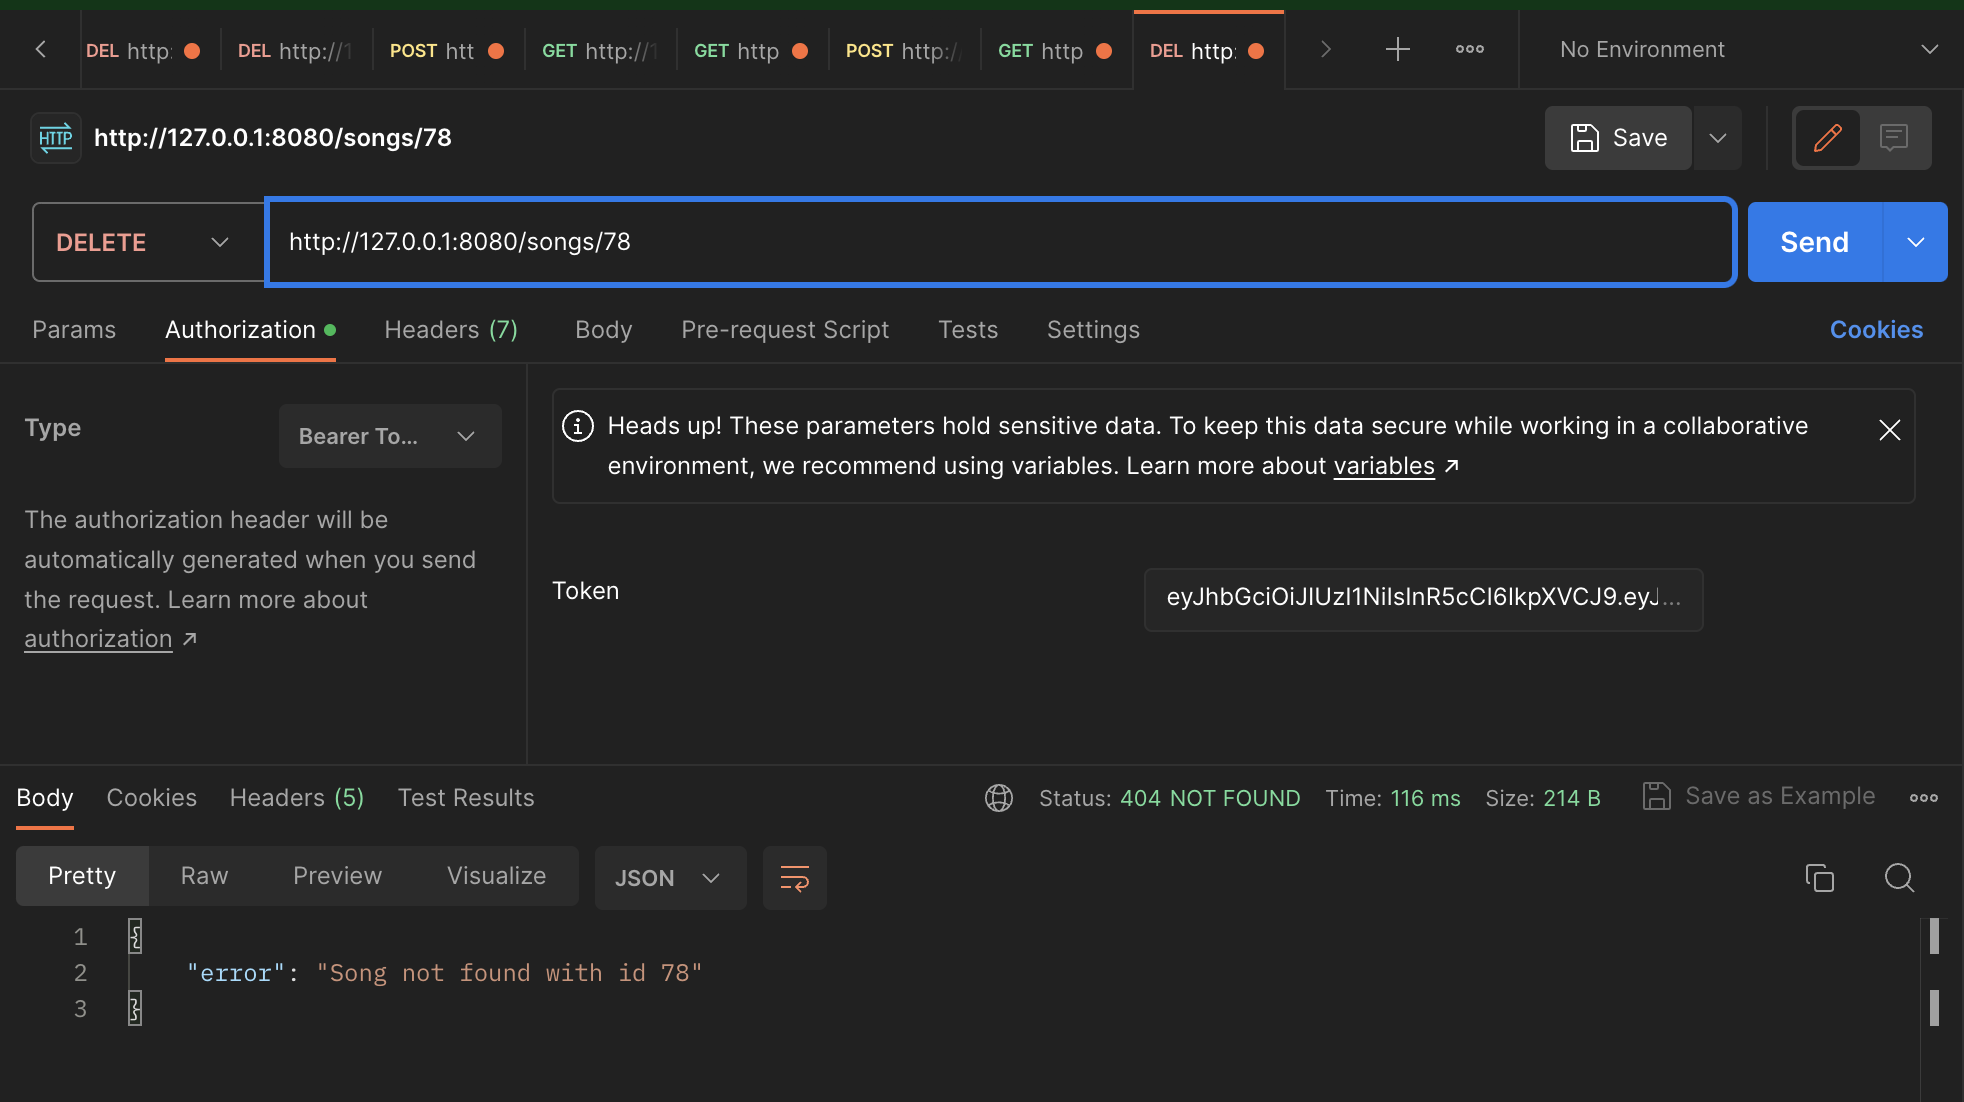 DEL http: DEL http://1 POST htt GET http://1 GET http POST http:/ GET http DEL http: No Environment
HTTP http://127.0.0.1:8080/songs/78 Save
DELETE http://127.0.0.1:8080/songs/78 Send
Params Authorization Headers (7) Body Pre-request Script Tests Settings Cookies
Type Bearer To...
The authorization header will be
automatically generated when you send
the request. Learn more about
authorization ↗
Heads up! These parameters hold sensitive data. To keep this data secure while working in a collaborative
environment, we recommend using variables. Learn more about variables ↗
Token eyJhbGciOiJIUzI1NiIsInR5cCI6IkpXVCJ9.eyJ...
Body Cookies Headers (5) Test Results Status: 404 NOT FOUND Time: 116 ms Size: 214 B Save as Example
Pretty Raw Preview Visualize JSON
1 {
2 "error": "Song not found with id 78"
3 }